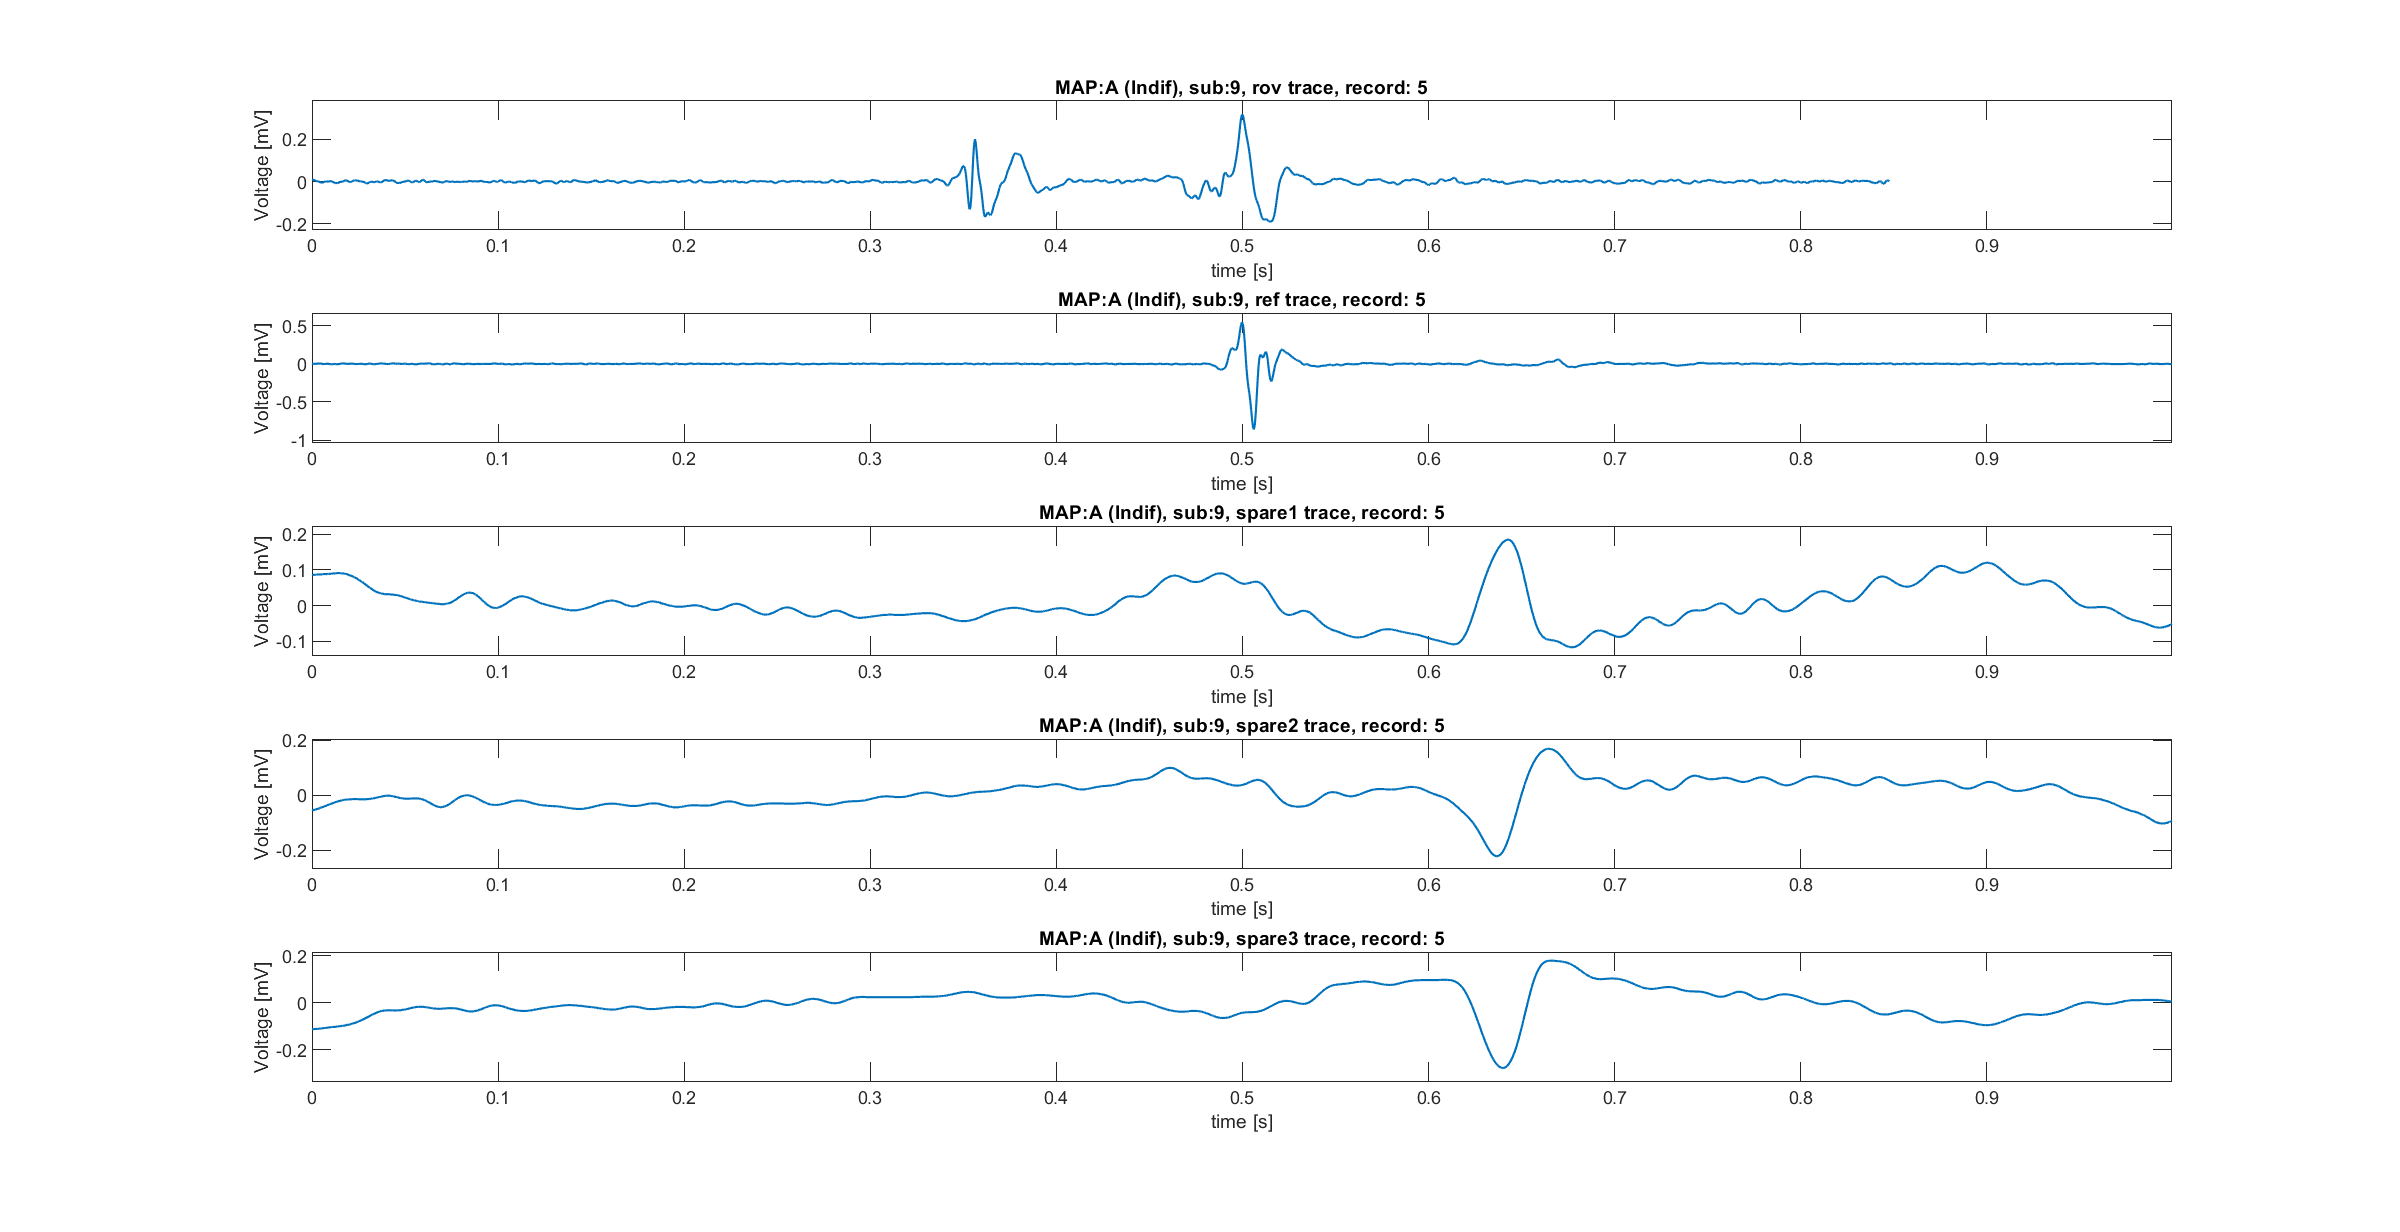 MAP:A (Indif), sub:9, rov trace, record: 5
Voltage [mV]
0.2
0
-0.2
0 0.1 0.2 0.3 0.4 0.5 0.6 0.7 0.8 0.9
time [s]
MAP:A (Indif), sub:9, ref trace, record: 5
Voltage [mV]
0.5
0
-0.5
-1
0 0.1 0.2 0.3 0.4 0.5 0.6 0.7 0.8 0.9
time [s]
MAP:A (Indif), sub:9, spare1 trace, record: 5
Voltage [mV]
0.2
0.1
0
-0.1
0 0.1 0.2 0.3 0.4 0.5 0.6 0.7 0.8 0.9
time [s]
MAP:A (Indif), sub:9, spare2 trace, record: 5
Voltage [mV]
0.2
0
-0.2
0 0.1 0.2 0.3 0.4 0.5 0.6 0.7 0.8 0.9
time [s]
MAP:A (Indif), sub:9, spare3 trace, record: 5
Voltage [mV]
0.2
0
-0.2
0 0.1 0.2 0.3 0.4 0.5 0.6 0.7 0.8 0.9
time [s]